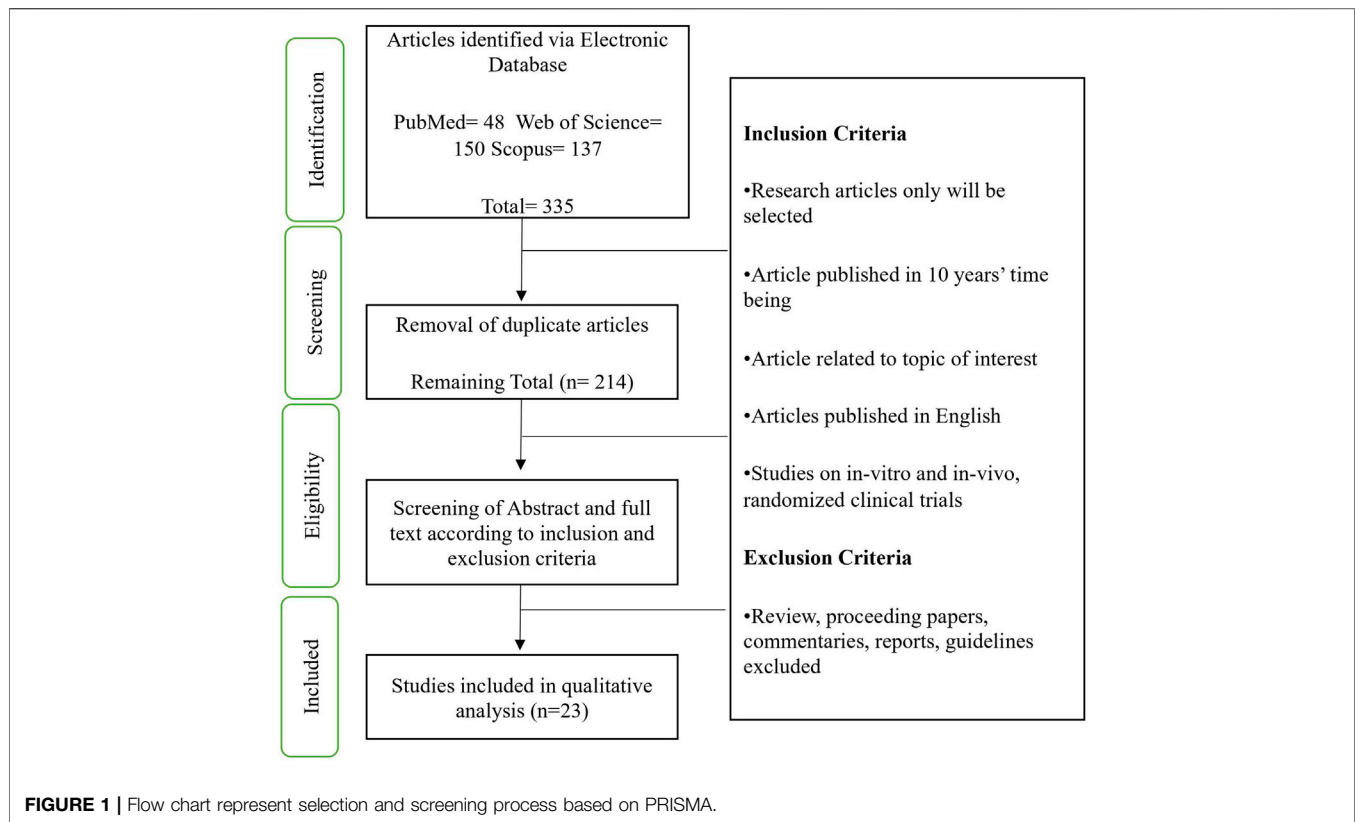 Identification
Articles identified via Electronic
Database
PubMed= 48 Web of Science=
150 Scopus= 137
Total= 335
Screening
Removal of duplicate articles
Remaining Total (n= 214)
Eligibility
Screening of Abstract and full
text according to inclusion and
exclusion criteria
Included
Studies included in qualitative
analysis (n=23)
Inclusion Criteria
•Research articles only will be
selected
•Article published in 10 years’ time
being
•Article related to topic of interest
•Articles published in English
•Studies on in-vitro and in-vivo,
randomized clinical trials
Exclusion Criteria
•Review, proceeding papers,
commentaries, reports, guidelines
excluded
FIGURE 1 | Flow chart represent selection and screening process based on PRISMA.